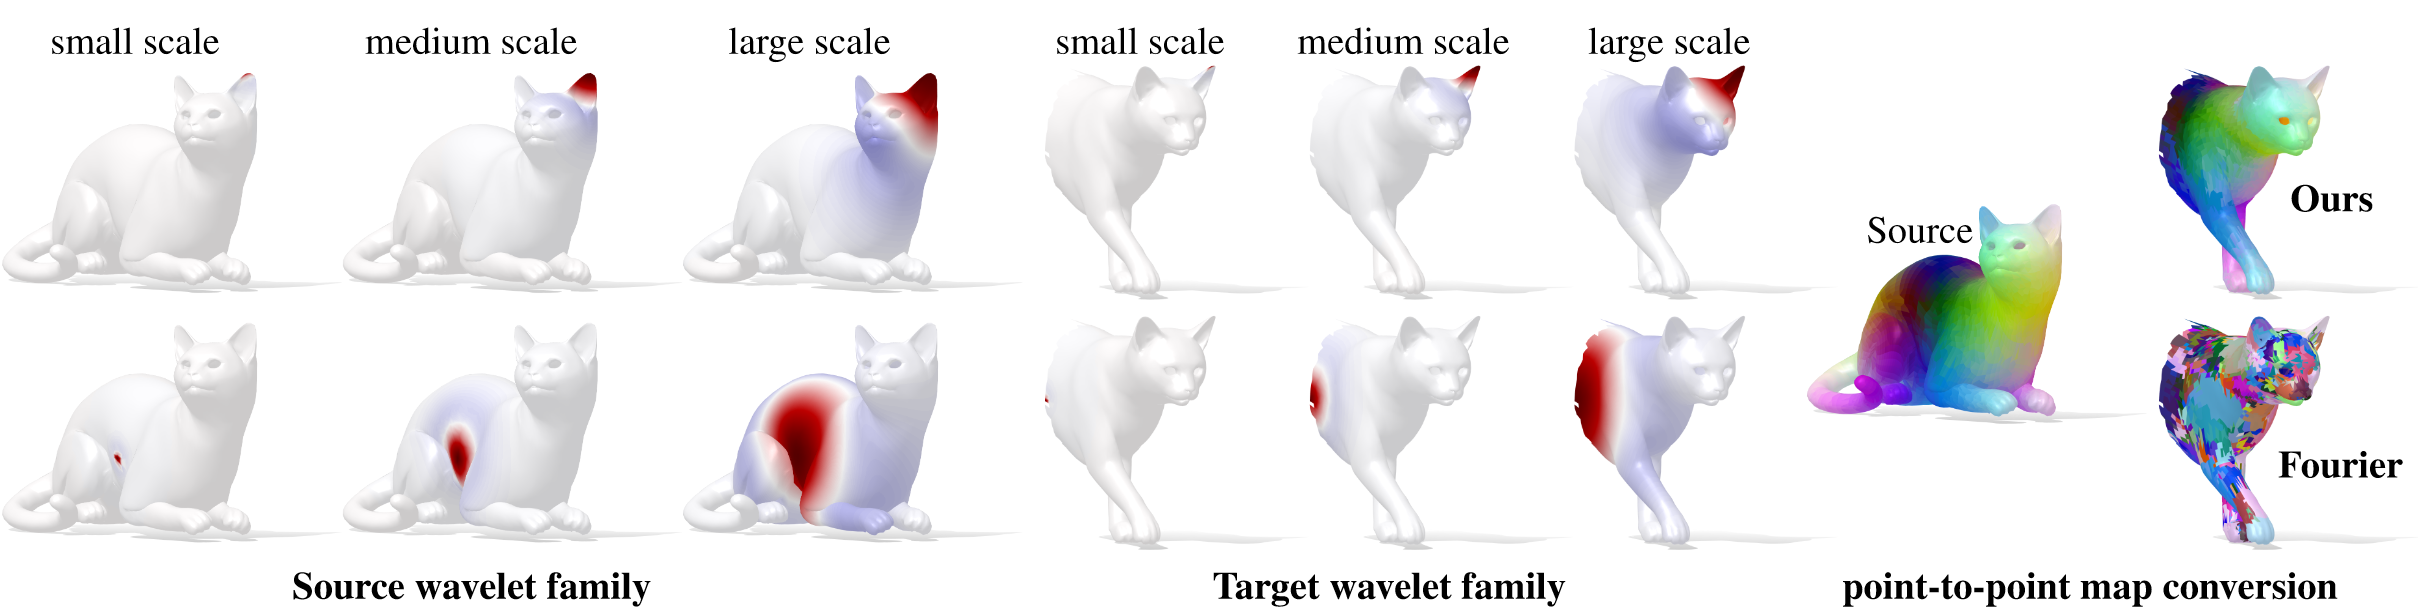 small scale medium scale large scale small scale medium scale large scale
Ours
Source
Fourier
Source wavelet family Target wavelet family point-to-point map conversion